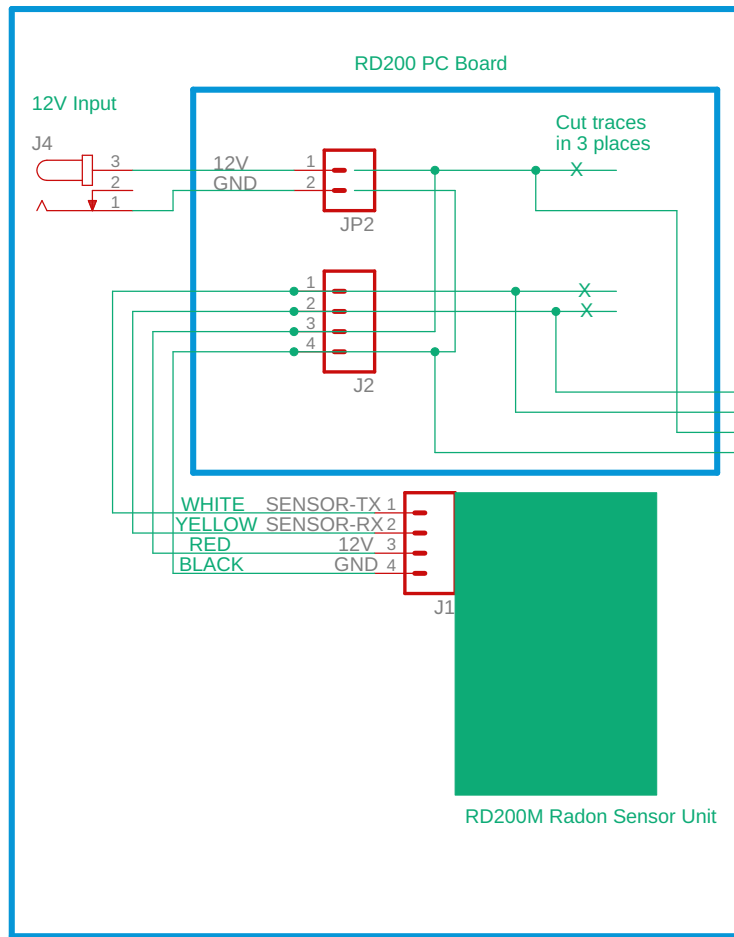 RD200 PC Board
12V Input
Cut traces
in 3 places
J4
3
2
1
12V
GND
1
2
JP2
X
1
2
3
4
J2
X
X
WHITE SENSOR-TX 1
YELLOW SENSOR-RX 2
RED 12V 3
BLACK GND 4
J1
RD200M Radon Sensor Unit